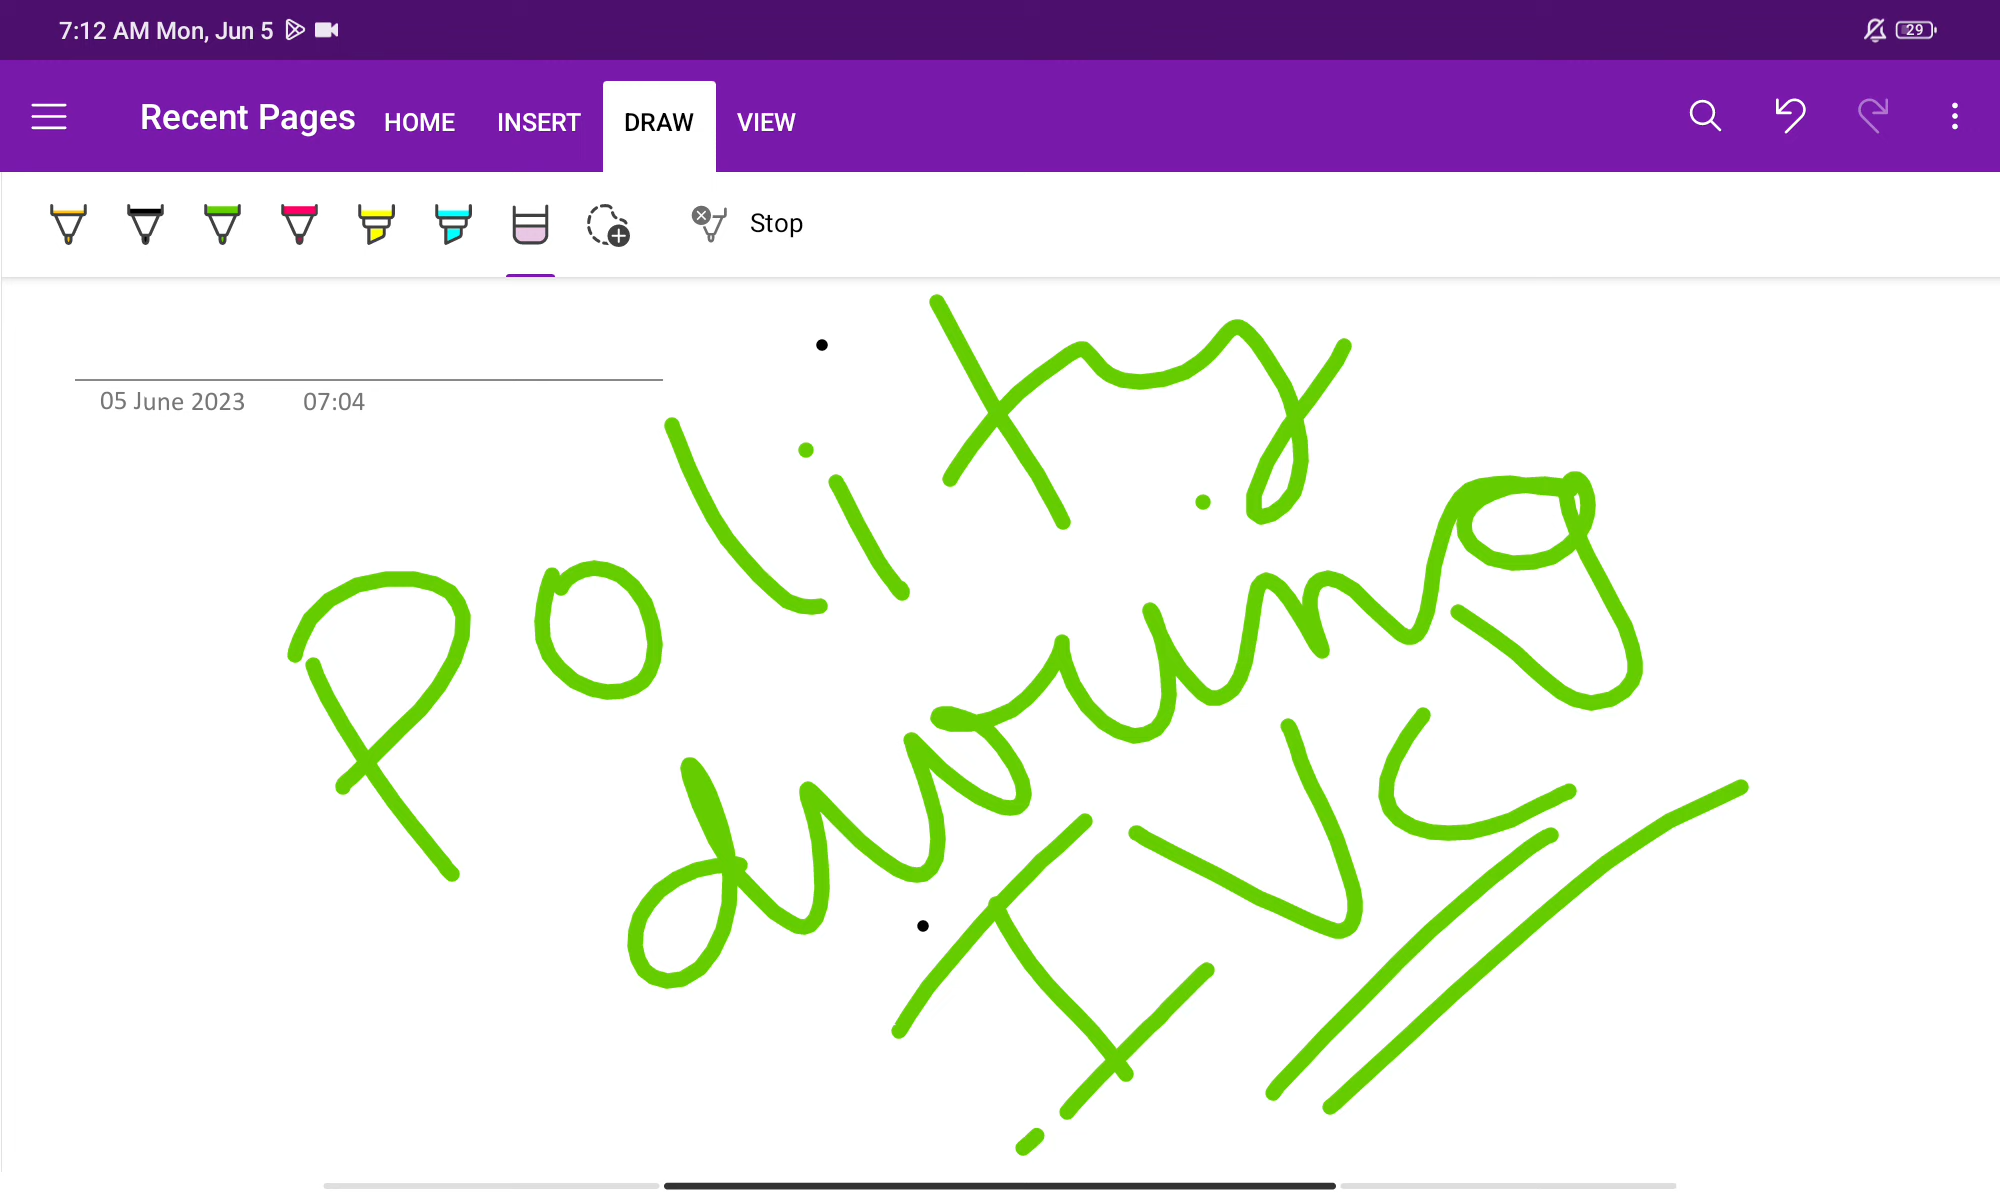 7:12 AM Mon, Jun 5
29
Recent Pages HOME INSERT DRAW VIEW
Stop
05 June 2023 07:04
Polity
during
IVC